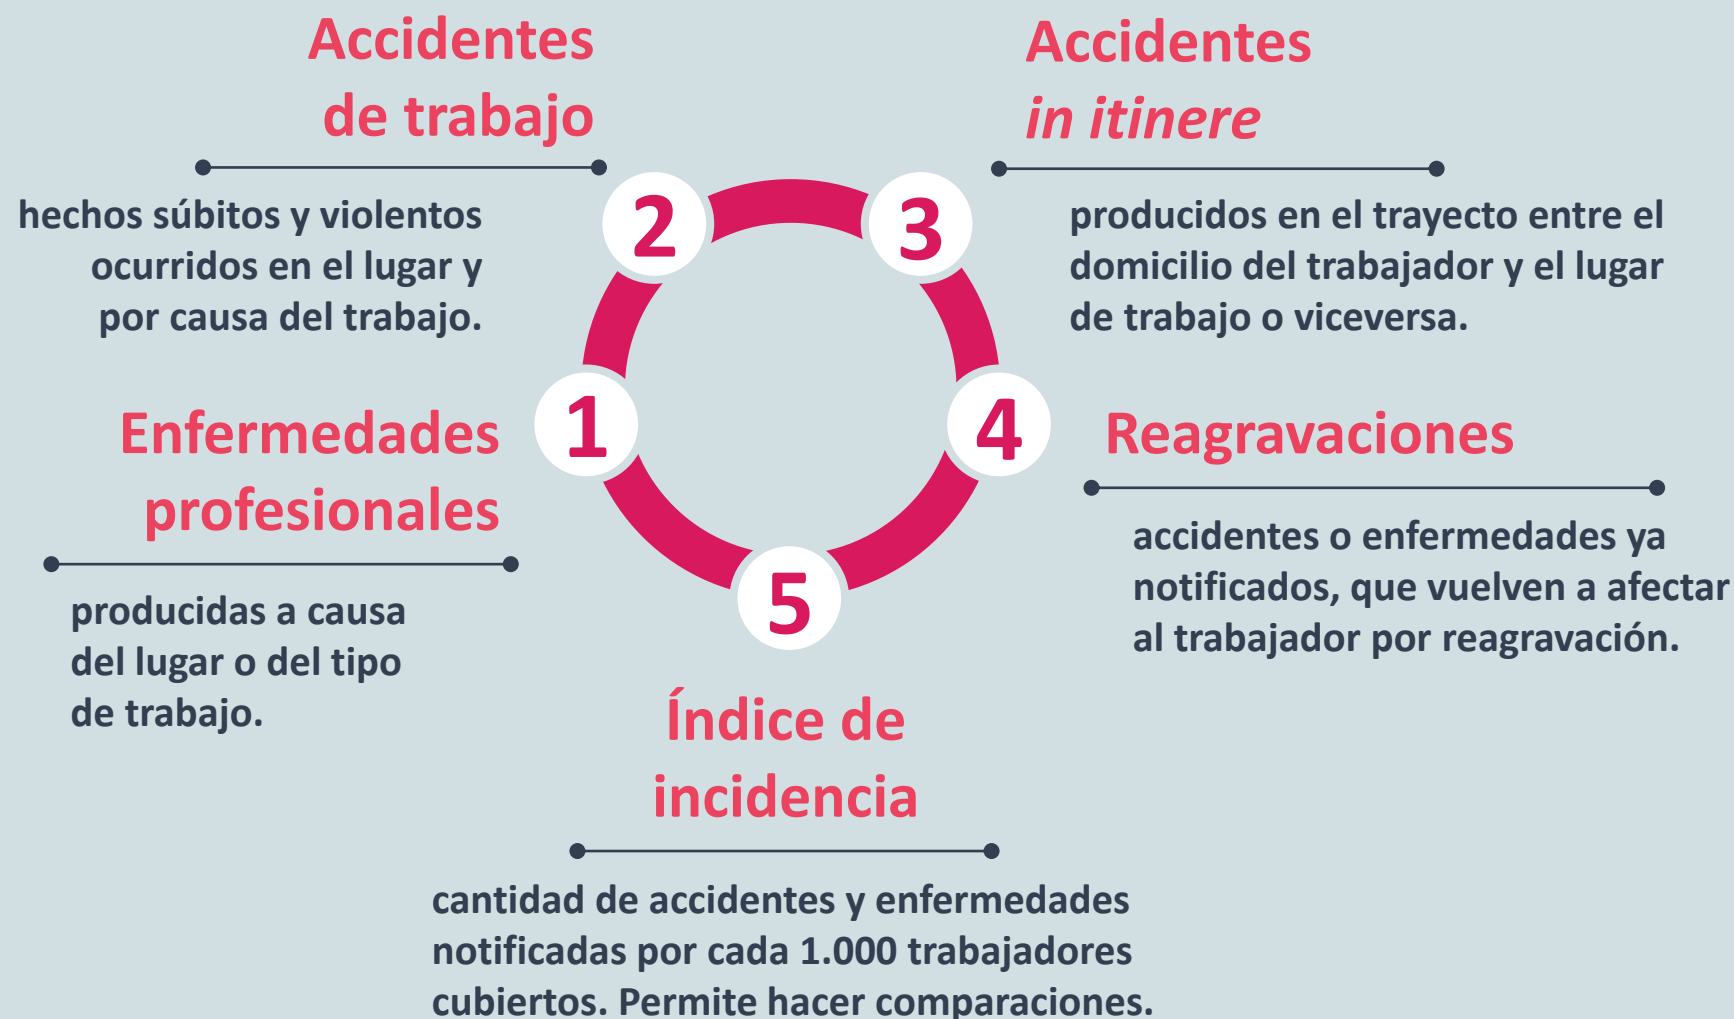 Accidentes
de trabajo
hechos súbitos y violentos
ocurridos en el lugar y
por causa del trabajo.
Accidentes
in itinere
producidos en el trayecto entre el
domicilio del trabajador y el lugar
de trabajo o viceversa.
2
3
1
4
5
Enfermedades
profesionales
producidas a causa
del lugar o del tipo
de trabajo.
Reagravaciones
accidentes o enfermedades ya
notificados, que vuelven a afectar
al trabajador por reagravación.
Índice de
incidencia
cantidad de accidentes y enfermedades
notificadas por cada 1.000 trabajadores
cubiertos. Permite hacer comparaciones.